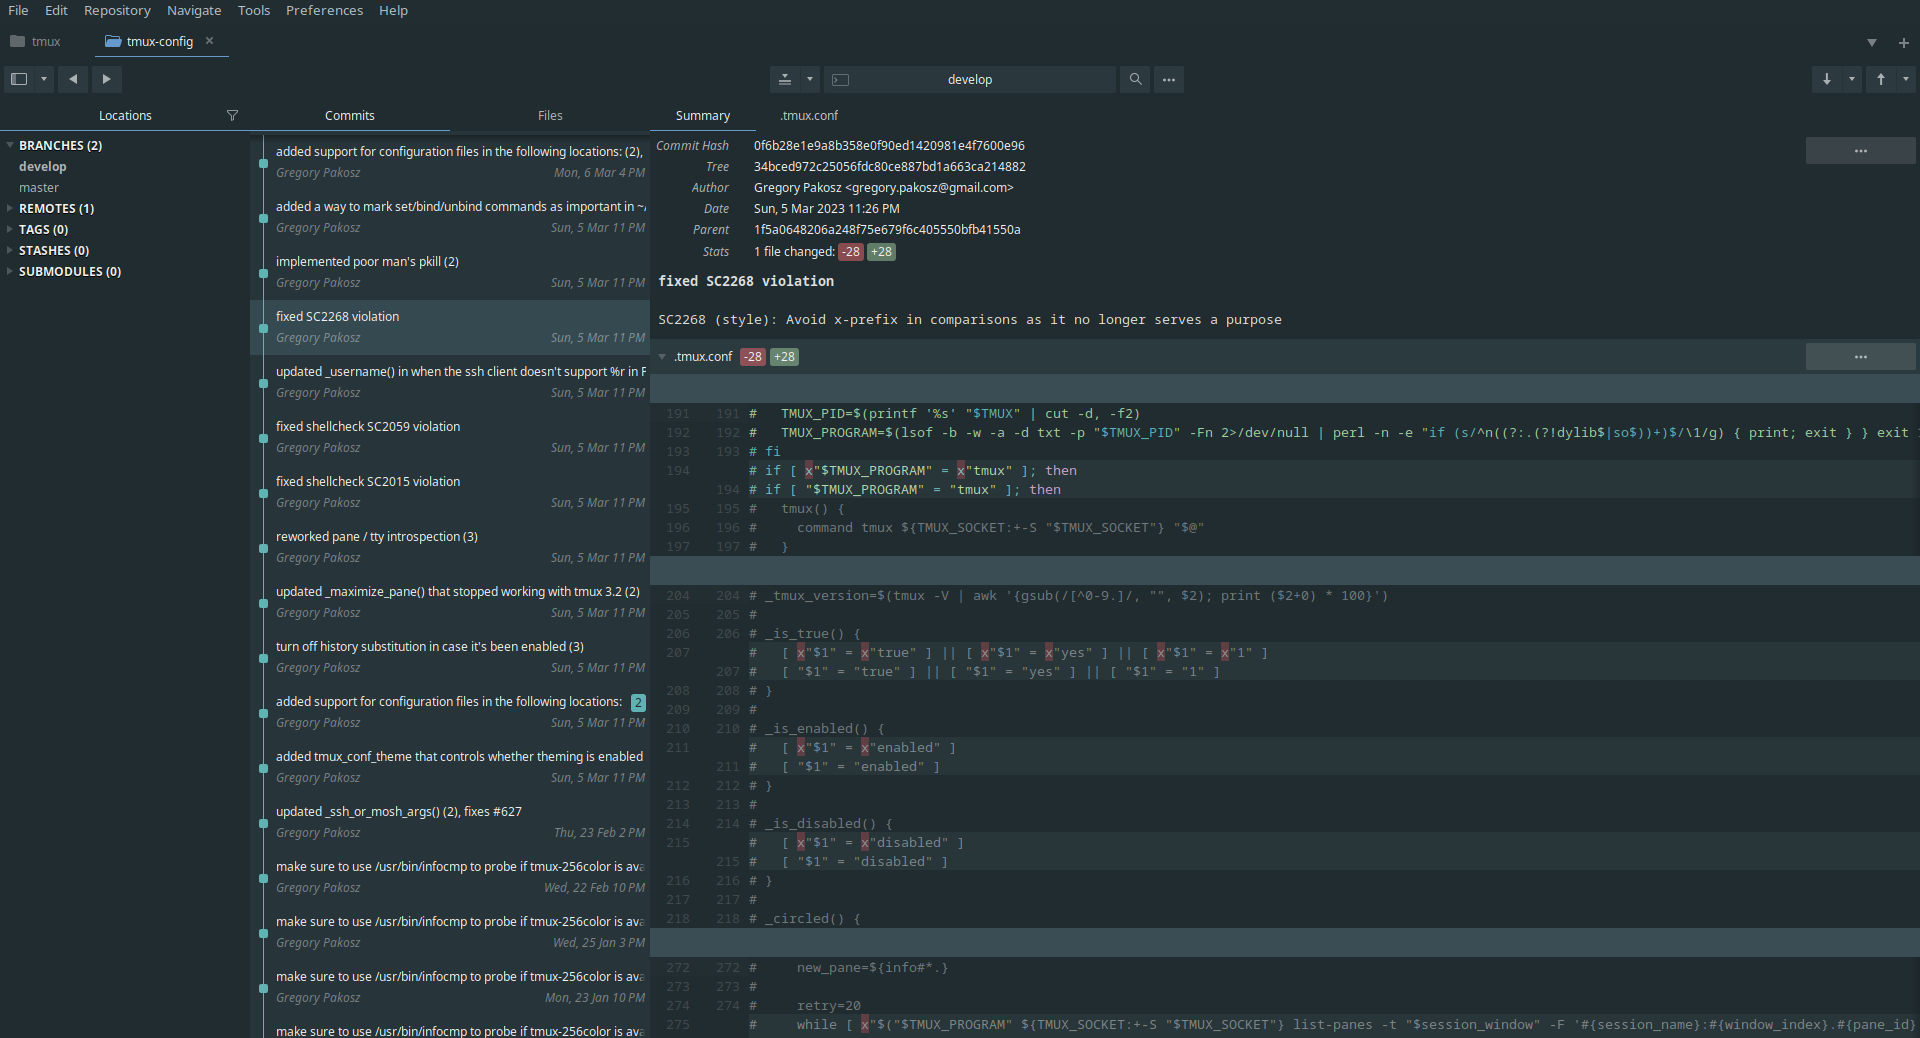 File Edit Repository Navigate Tools Preferences Help
tmux tmux-config
develop
Locations
BRANCHES (2)
develop
master
REMOTES (1)
TAGS (0)
STASHES (0)
SUBMODULES (0)
Commits Files
added support for configuration files in the following locations: (2),
Gregory Pakosz Mon, 6 Mar 4 PM
added a way to mark set/bind/unbind commands as important in ~/
Gregory Pakosz Sun, 5 Mar 11 PM
implemented poor man's pkill (2)
Gregory Pakosz Sun, 5 Mar 11 PM
fixed SC2268 violation
Gregory Pakosz Sun, 5 Mar 11 PM
updated _username() in when the ssh client doesn't support %r in F
Gregory Pakosz Sun, 5 Mar 11 PM
fixed shellcheck SC2059 violation
Gregory Pakosz Sun, 5 Mar 11 PM
fixed shellcheck SC2015 violation
Gregory Pakosz Sun, 5 Mar 11 PM
reworked pane / tty introspection (3)
Gregory Pakosz Sun, 5 Mar 11 PM
updated _maximize_pane() that stopped working with tmux 3.2 (2)
Gregory Pakosz Sun, 5 Mar 11 PM
turn off history substitution in case it's been enabled (3)
Gregory Pakosz Sun, 5 Mar 11 PM
added support for configuration files in the following locations: 2
Gregory Pakosz Sun, 5 Mar 11 PM
added tmux_conf_theme that controls whether theming is enabled
Gregory Pakosz Sun, 5 Mar 11 PM
updated _ssh_or_mosh_args() (2), fixes #627
Gregory Pakosz Thu, 23 Feb 2 PM
make sure to use /usr/bin/infocmp to probe if tmux-256color is ava
Gregory Pakosz Wed, 22 Feb 10 PM
make sure to use /usr/bin/infocmp to probe if tmux-256color is ava
Gregory Pakosz Wed, 25 Jan 3 PM
make sure to use /usr/bin/infocmp to probe if tmux-256color is ava
Gregory Pakosz Mon, 23 Jan 10 PM
make sure to use /usr/bin/infocmp to probe if tmux-256color is ava
Summary .tmux.conf
Commit Hash 0f6b28e1e9a8b358e0f90ed1420981e4f7600e96
Tree 34bced972c25056fdc80ce887bd1a663ca214882
Author Gregory Pakosz <gregory.pakosz@gmail.com>
Date Sun, 5 Mar 2023 11:26 PM
Parent 1f5a0648206a248f75e679f6c405550bfb41550a
Stats 1 file changed: -28 +28
fixed SC2268 violation
SC2268 (style): Avoid x-prefix in comparisons as it no longer serves a purpose
.tmux.conf -28 +28
191 191 #   TMUX_PID=$(printf '%s' "$TMUX" | cut -d, -f2)
192 192 #   TMUX_PROGRAM=$(lsof -b -w -a -d txt -p "$TMUX_PID" -Fn 2>/dev/null | perl -n -e "if (s/^n((?:.(?!dylib$|so$))+)$/\1/g) { print; exit } } exit
193 193 # fi
194 # if [ x"$TMUX_PROGRAM" = x"tmux" ]; then
194 # if [ "$TMUX_PROGRAM" = "tmux" ]; then
195 195 #   tmux() {
196 196 #     command tmux ${TMUX_SOCKET:+-S "$TMUX_SOCKET"} "$@"
197 197 #   }
204 204 # _tmux_version=$(tmux -V | awk '{gsub(/[^0-9.]/, "", $2); print ($2+0) * 100}')
205 205 #
206 206 # _is_true() {
207 #   [ x"$1" = x"true" ] || [ x"$1" = x"yes" ] || [ x"$1" = x"1" ]
207 #   [ "$1" = "true" ] || [ "$1" = "yes" ] || [ "$1" = "1" ]
208 208 # }
209 209 #
210 210 # _is_enabled() {
211 #   [ x"$1" = x"enabled" ]
211 #   [ "$1" = "enabled" ]
212 212 # }
213 213 #
214 214 # _is_disabled() {
215 #   [ x"$1" = x"disabled" ]
215 #   [ "$1" = "disabled" ]
216 216 # }
217 217 #
218 218 # _circled() {
272 272 #     new_pane=${info#*.}
273 273 #
274 274 #     retry=20
275 #     while [ x"$("$TMUX_PROGRAM" ${TMUX_SOCKET:+-S "$TMUX_SOCKET"} list-panes -t "$session_window" -F '#{session_name}:#{window_index}.#{pane_id}